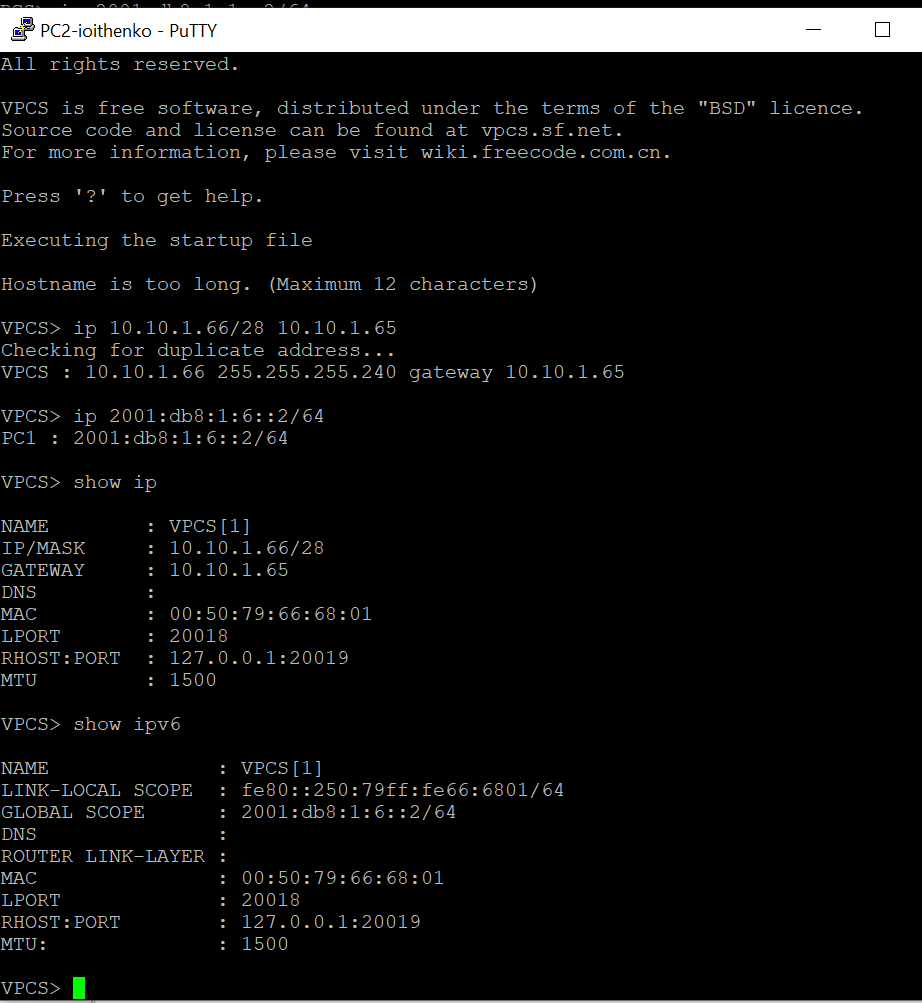 PC2-ioithenko - PuTTY
All rights reserved.
VPCS is free software, distributed under the terms of the "BSD" licence.
Source code and license can be found at vpcs.sf.net.
For more information, please visit wiki.freecode.com.cn.
Press '?' to get help.
Executing the startup file
Hostname is too long. (Maximum 12 characters)
VPCS> ip 10.10.1.66/28 10.10.1.65
Checking for duplicate address...
VPCS : 10.10.1.66 255.255.255.240 gateway 10.10.1.65
VPCS> ip 2001:db8:1:6::2/64
PC1 : 2001:db8:1:6::2/64
VPCS> show ip
NAME        : VPCS[1]
IP/MASK     : 10.10.1.66/28
GATEWAY     : 10.10.1.65
DNS         :
MAC         : 00:50:79:66:68:01
LPORT       : 20018
RHOST:PORT  : 127.0.0.1:20019
MTU         : 1500
VPCS> show ipv6
NAME              : VPCS[1]
LINK-LOCAL SCOPE  : fe80::250:79ff:fe66:6801/64
GLOBAL SCOPE      : 2001:db8:1:6::2/64
DNS               :
ROUTER LINK-LAYER :
MAC               : 00:50:79:66:68:01
LPORT             : 20018
RHOST:PORT        : 127.0.0.1:20019
MTU:              : 1500
VPCS>